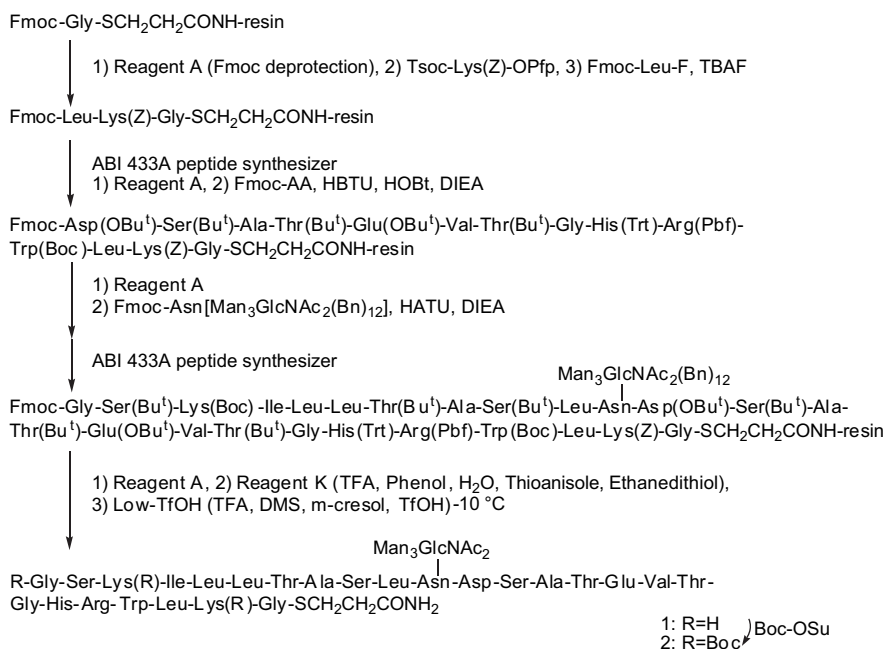 Fmoc-Gly-SCH₂CH₂CONH-resin
1) Reagent A (Fmoc deprotection), 2) Tsoc-Lys(Z)-OPfp, 3) Fmoc-Leu-F, TBAF
Fmoc-Leu-Lys(Z)-Gly-SCH₂CH₂CONH-resin
ABI 433A peptide synthesizer
1) Reagent A, 2) Fmoc-AA, HBTU, HOBt, DIEA
Fmoc-Asp(OBuᵗ)-Ser(Buᵗ)-Ala-Thr(Buᵗ)-Glu(OBuᵗ)-Val-Thr(Buᵗ)-Gly-His(Trt)-Arg(Pbf)-
Trp(Boc)-Leu-Lys(Z)-Gly-SCH₂CH₂CONH-resin
1) Reagent A
2) Fmoc-Asn[Man₃GlcNAc₂(Bn)₁₂], HATU, DIEA
ABI 433A peptide synthesizer
Man₃GlcNAc₂(Bn)₁₂
Fmoc-Gly-Ser(Buᵗ)-Lys(Boc)-Ile-Leu-Leu-Thr(Buᵗ)-Ala-Ser(Buᵗ)-Leu-Asn-Asp(OBuᵗ)-Ser(Buᵗ)-Ala-
Thr(Buᵗ)-Glu(OBuᵗ)-Val-Thr(Buᵗ)-Gly-His(Trt)-Arg(Pbf)-Trp(Boc)-Leu-Lys(Z)-Gly-SCH₂CH₂CONH-resin
1) Reagent A, 2) Reagent K (TFA, Phenol, H₂O, Thioanisole, Ethanedithiol),
3) Low-TfOH (TFA, DMS, m-cresol, TfOH)-10 °C
Man₃GlcNAc₂
R-Gly-Ser-Lys(R)-Ile-Leu-Leu-Thr-Ala-Ser-Leu-Asn-Asp-Ser-Ala-Thr-Glu-Val-Thr-
Gly-His-Arg-Trp-Leu-Lys(R)-Gly-SCH₂CH₂CONH₂
1: R=H
2: R=Boc
Boc-OSu